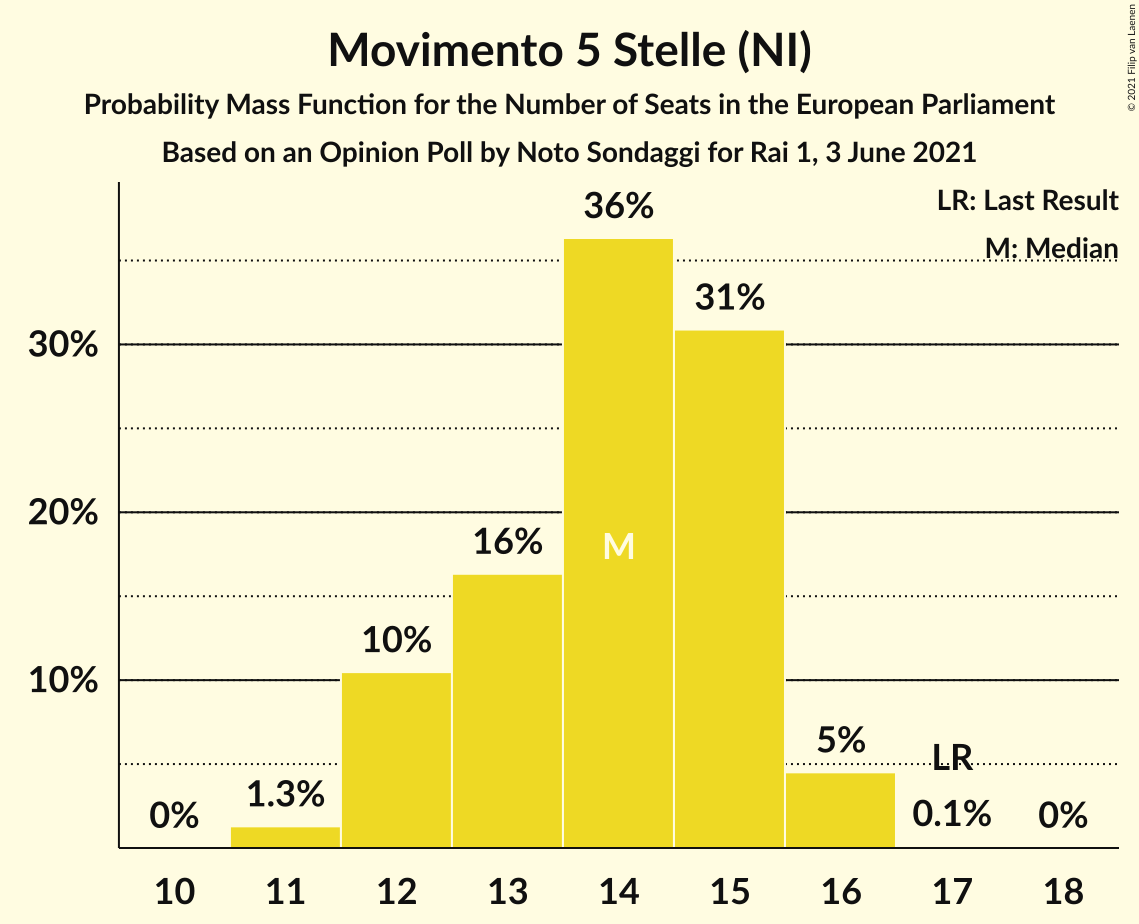 Movimento 5 Stelle (NI)
Probability Mass Function for the Number of Seats in the European Parliament
Based on an Opinion Poll by Noto Sondaggi for Rai 1, 3 June 2021
© 2021 Filip van Laenen
LR: Last Result
M: Median
36%
31%
30%
20%
16%
M
10%
10%
5%
LR
1.3%
0%
0.1%
0%
10 11 12 13 14 15 16 17 18